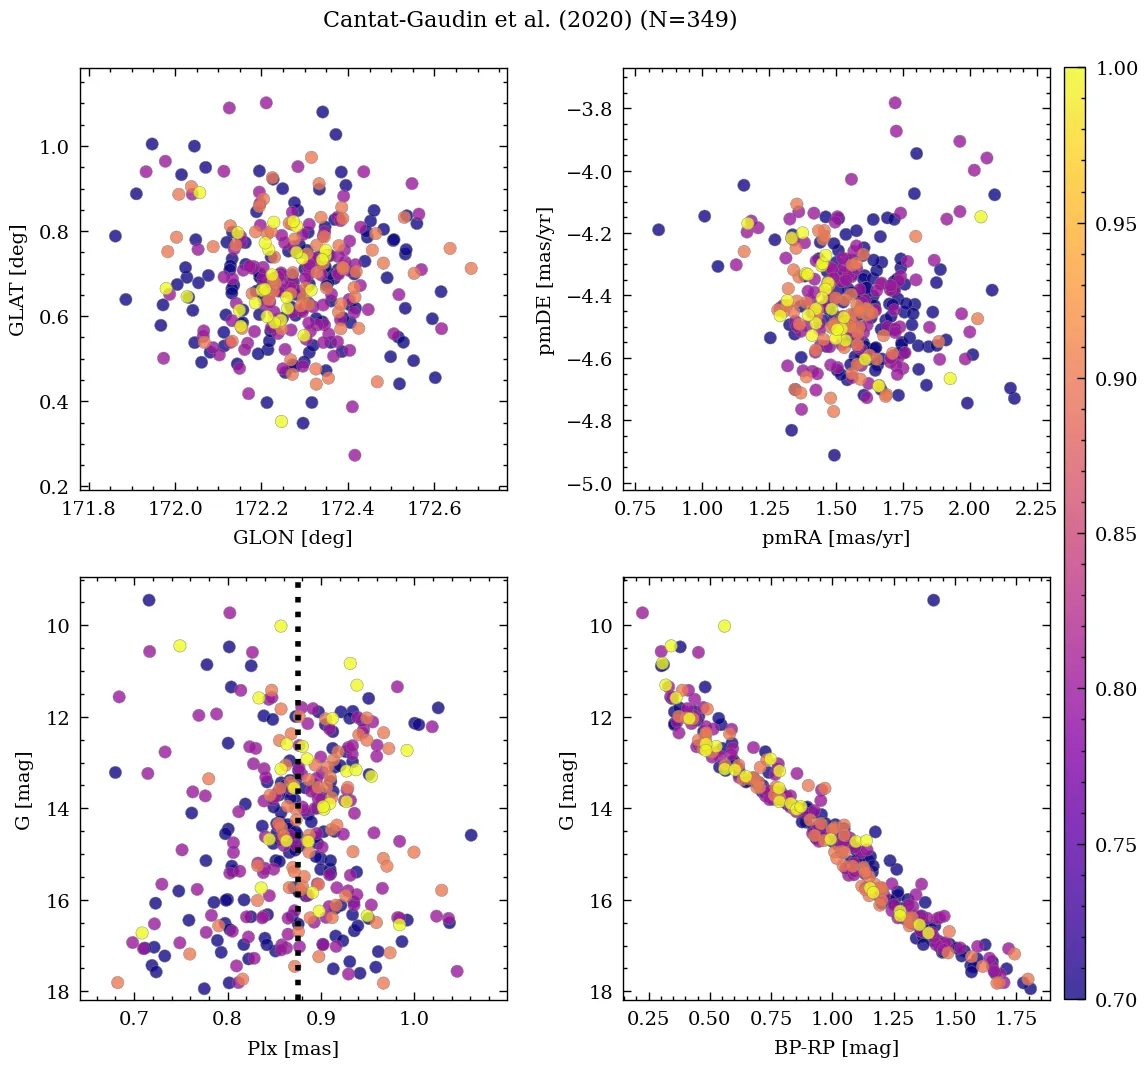 Cantat-Gaudin et al. (2020) (N=349)
1.0
0.8
0.6
0.4
0.2
GLAT [deg]
171.8 172.0 172.2 172.4 172.6
GLON [deg]
−3.8
−4.0
−4.2
−4.4
−4.6
−4.8
−5.0
pmDE [mas/yr]
0.75 1.00 1.25 1.50 1.75 2.00 2.25
pmRA [mas/yr]
10
12
14
16
18
G [mag]
0.7 0.8 0.9 1.0
Plx [mas]
10
12
14
16
18
G [mag]
0.25 0.50 0.75 1.00 1.25 1.50 1.75
BP-RP [mag]
1.00
0.95
0.90
0.85
0.80
0.75
0.70